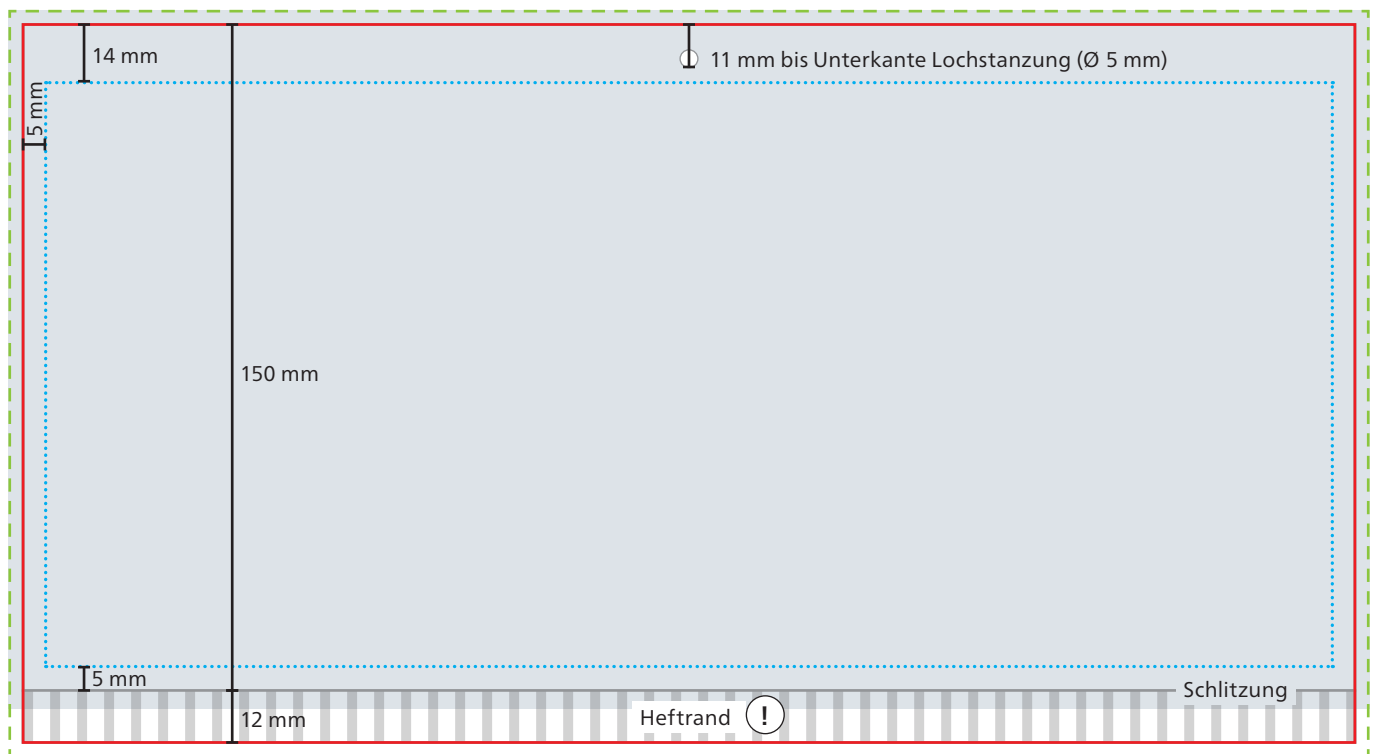 14 mm
11 mm bis Unterkante Lochstanzung (Ø 5 mm)
5 mm
150 mm
5 mm
Schlitzung
12 mm
Heftrand !